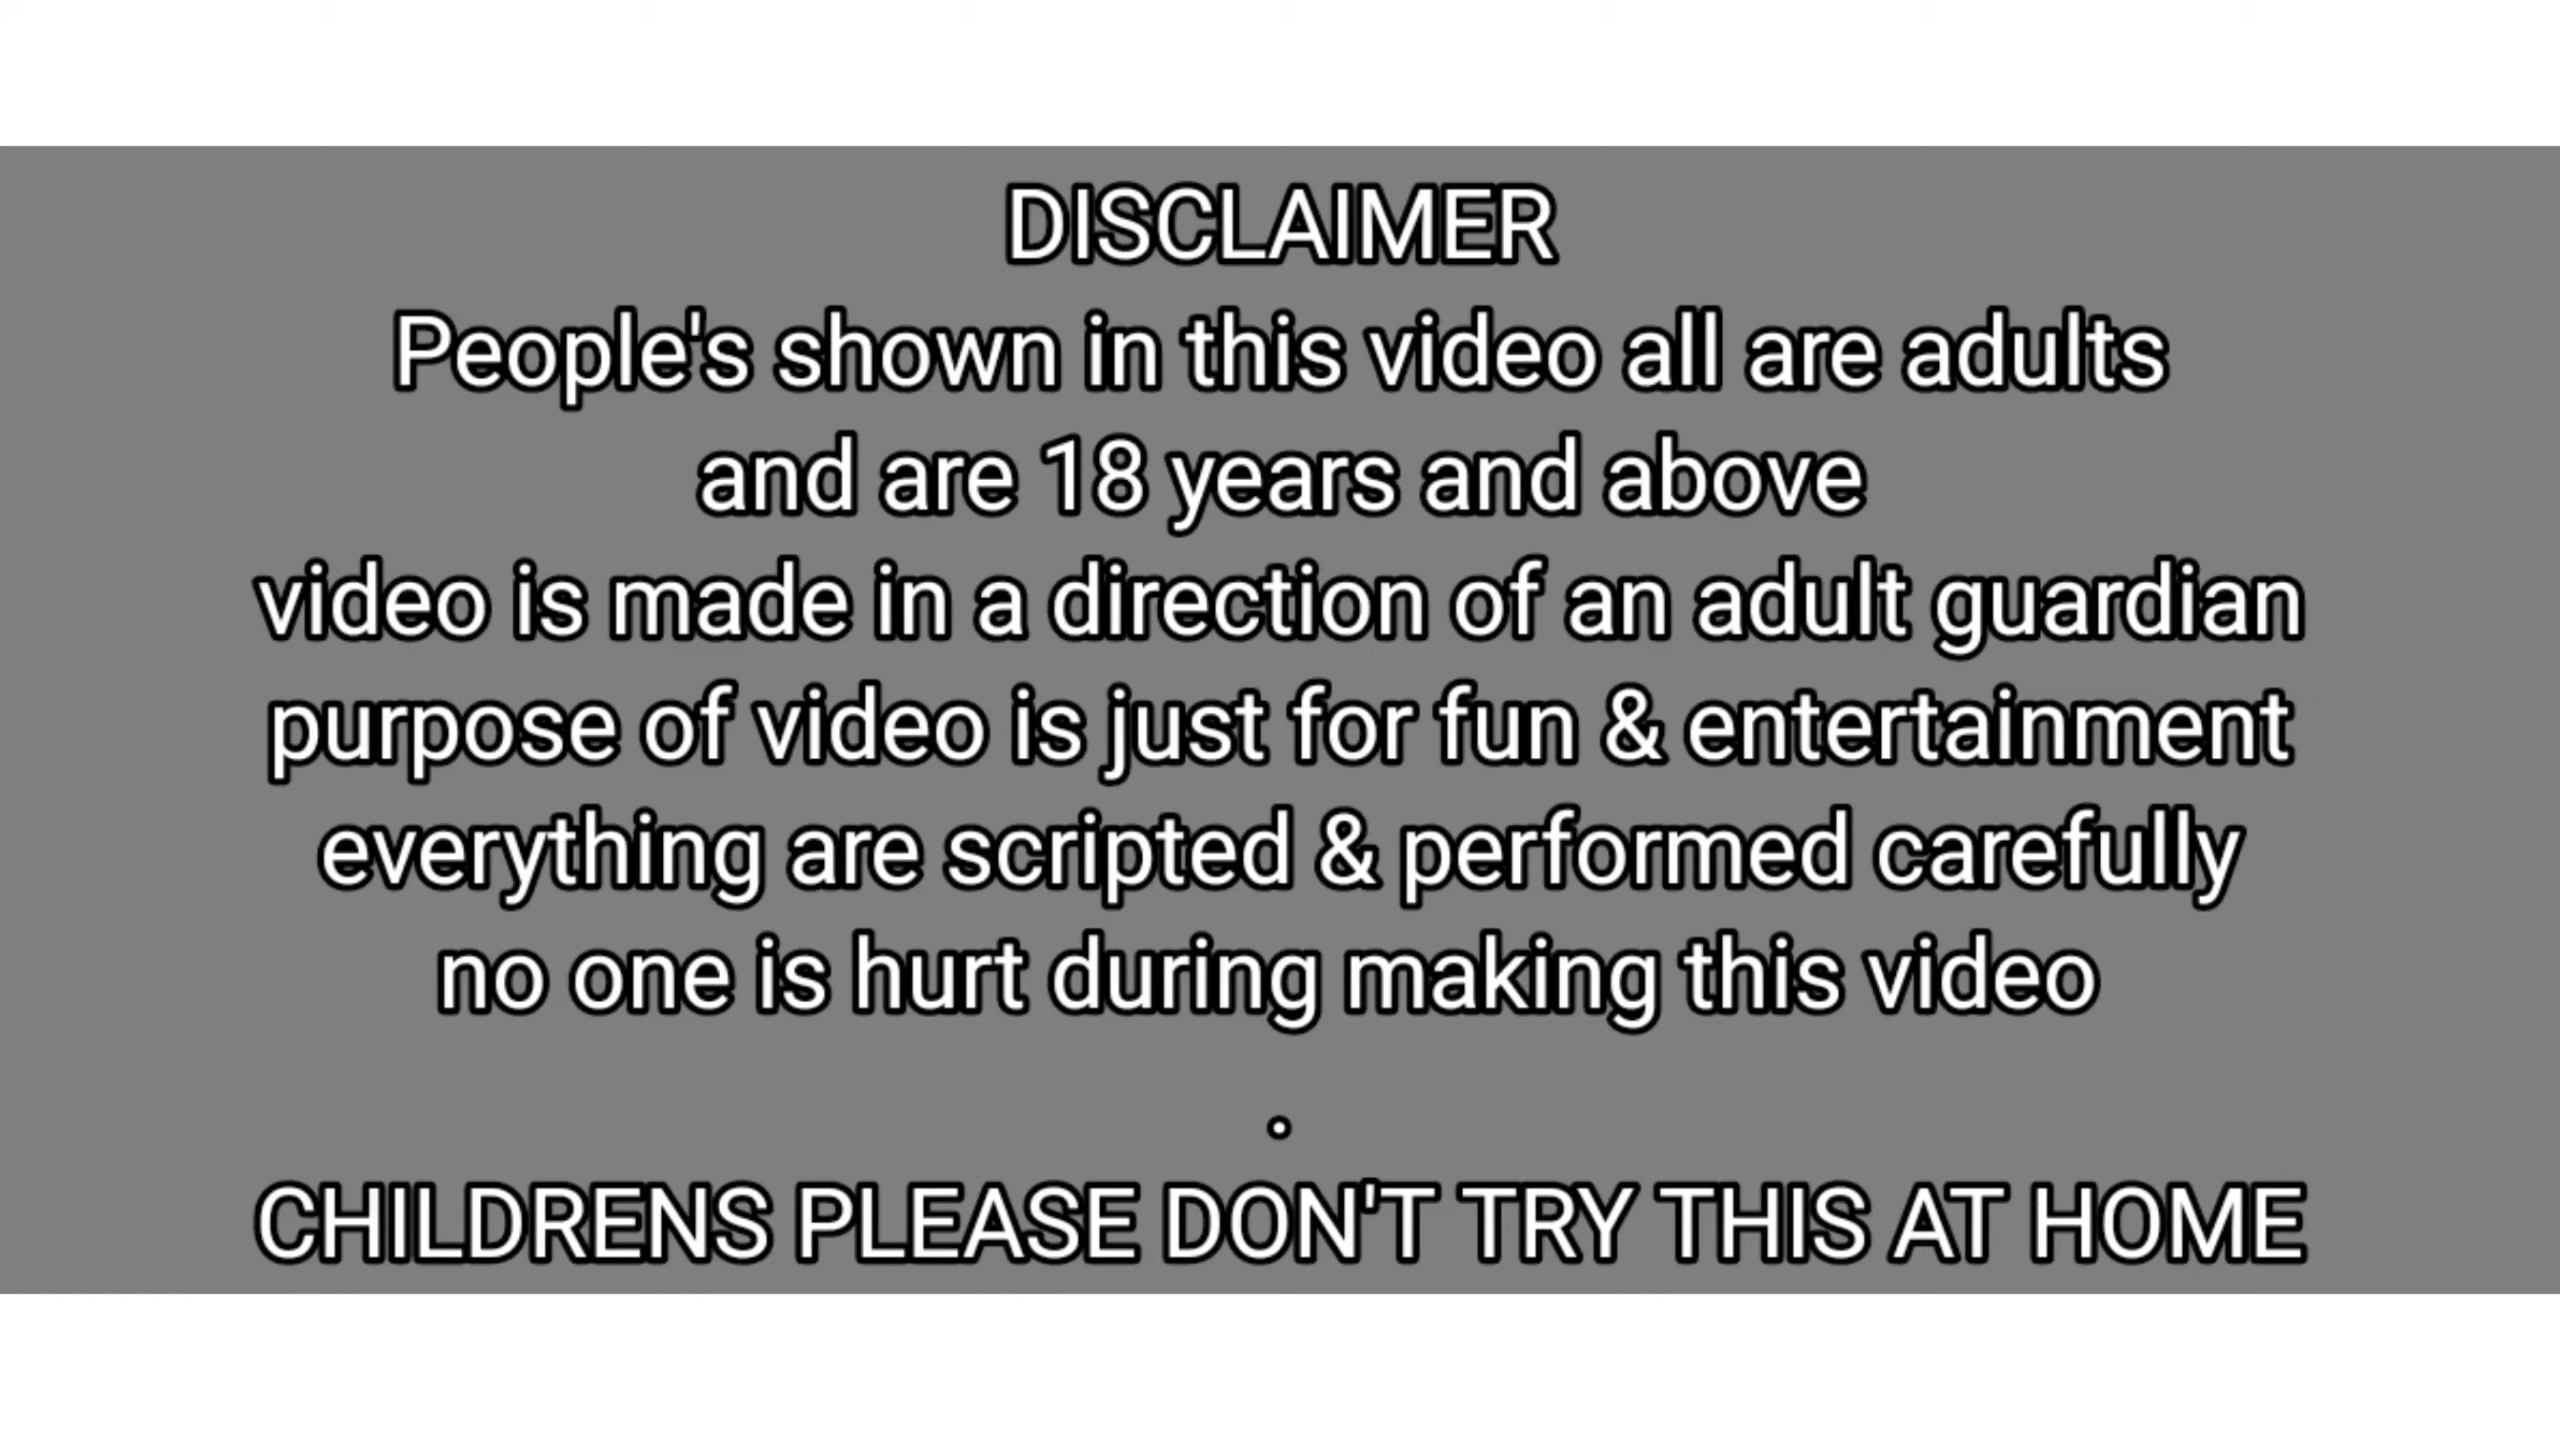 DISCLAIMER
People's shown in this video all are adults
and are 18 years and above
video is made in a direction of an adult guardian
purpose of video is just for fun & entertainment
everything are scripted & performed carefully
no one is hurt during making this video
.
CHILDRENS PLEASE DON'T TRY THIS AT HOME